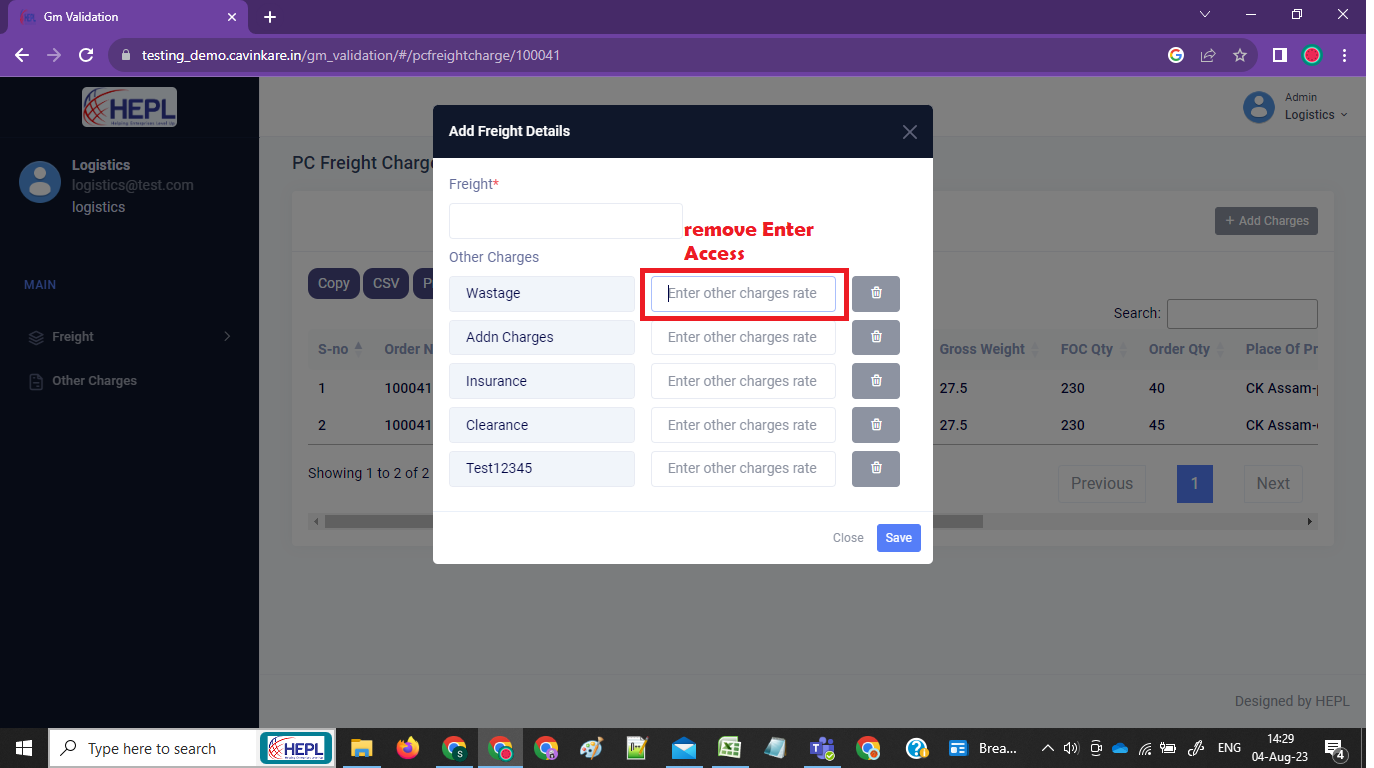 Gm Validation
testing_demo.cavinkare.in/gm_validation/#/pcfreightcharge/100041
HEPL
Admin
Logistics
Logistics
logistics@test.com
logistics
MAIN
Freight
Other Charges
PC Freight Charg
+ Add Charges
Copy CSV P
Search:
S-no Order N Gross Weight FOC Qty Order Qty Place Of Pr
1 100041 27.5 230 40 CK Assam-
2 100041 27.5 230 45 CK Assam-
Showing 1 to 2 of 2
Previous 1 Next
Add Freight Details
Freight*
remove Enter
Access
Other Charges
Wastage Enter other charges rate
Addn Charges Enter other charges rate
Insurance Enter other charges rate
Clearance Enter other charges rate
Test12345 Enter other charges rate
Close Save
Designed by HEPL
Type here to search HEPL Brea... ENG 14:29
04-Aug-23 4